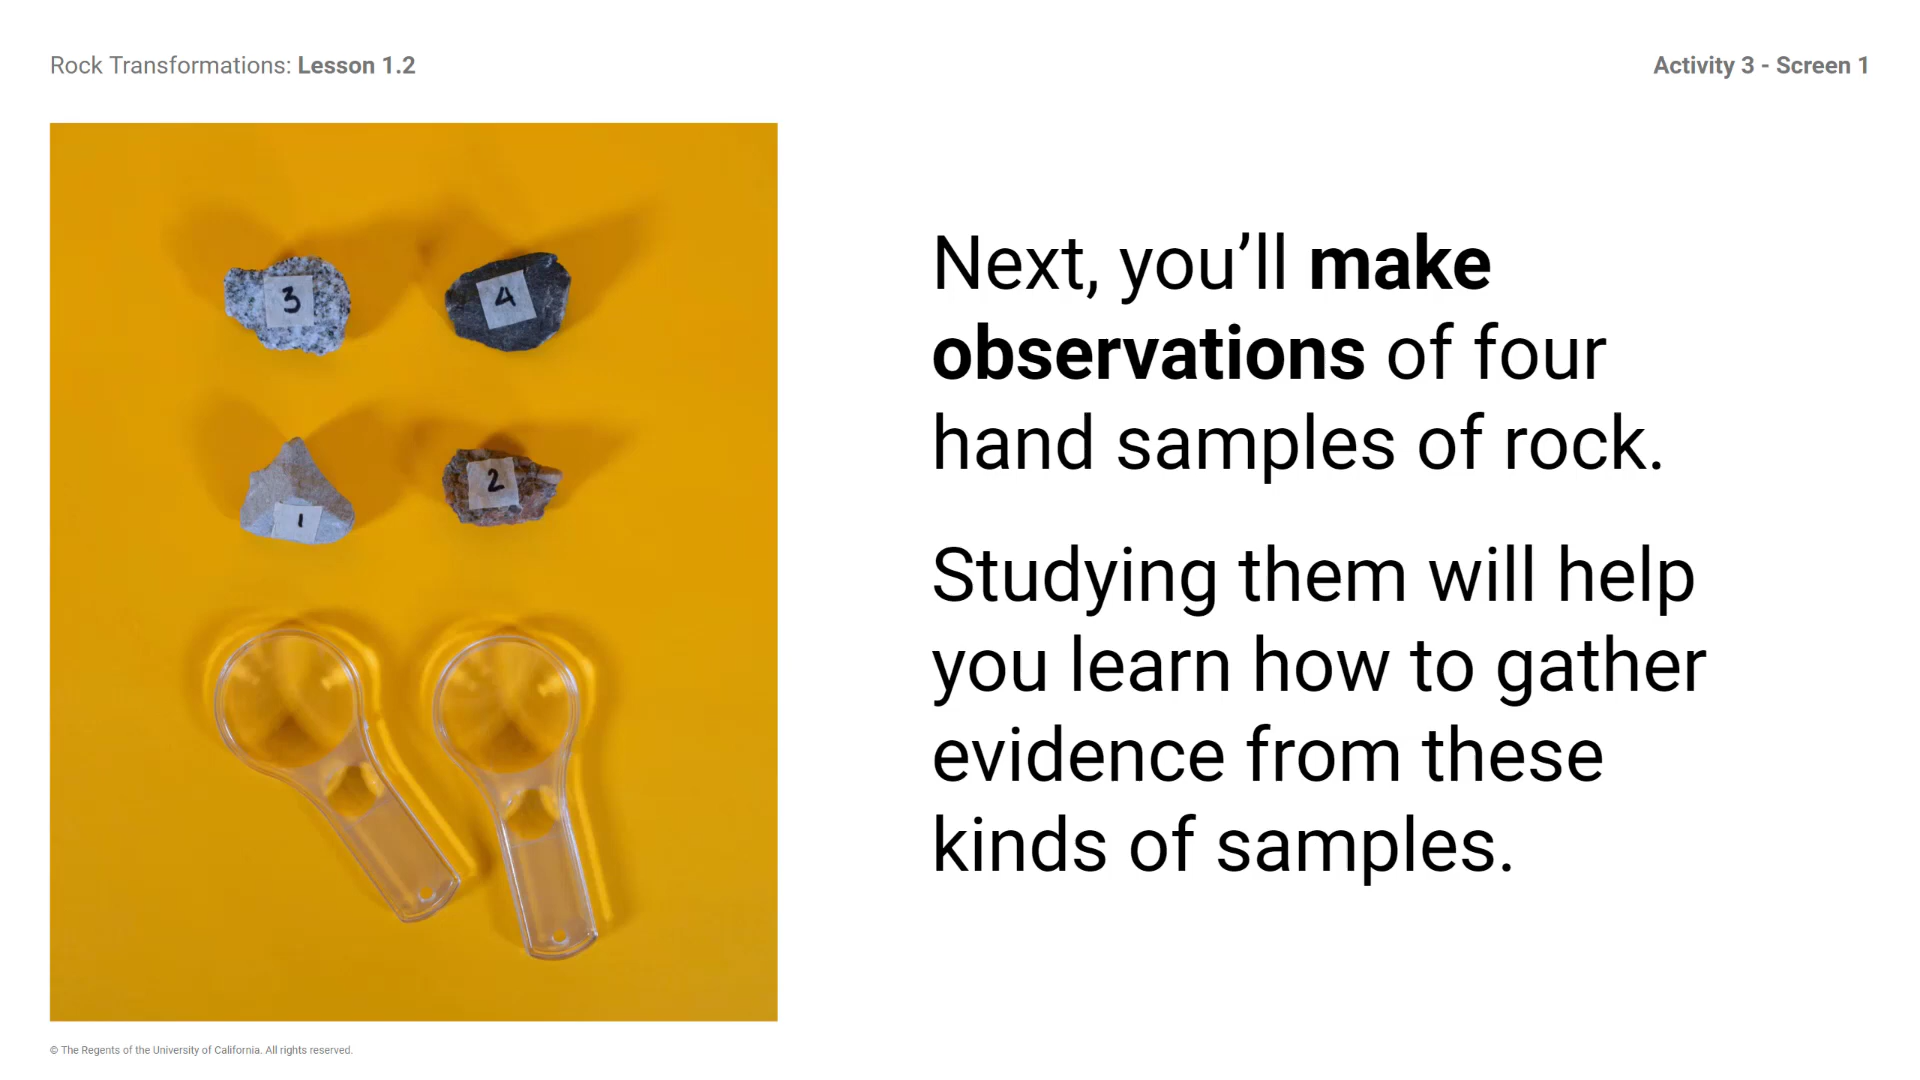 Rock Transformations: Lesson 1.2
Activity 3 - Screen 1
3
4
1
2
Next, you’ll make
observations of four
hand samples of rock.
Studying them will help
you learn how to gather
evidence from these
kinds of samples.
© The Regents of the University of California. All rights reserved.